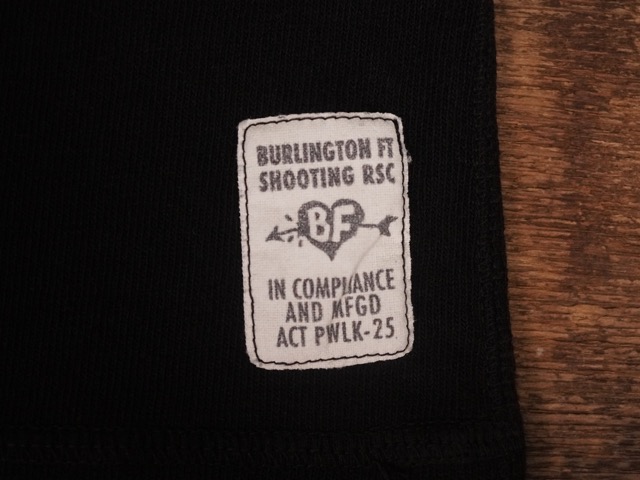 BURLINGTON FT
SHOOTING RSC
BF
IN COMPLIANCE
AND MFGD
ACT PWLK-25